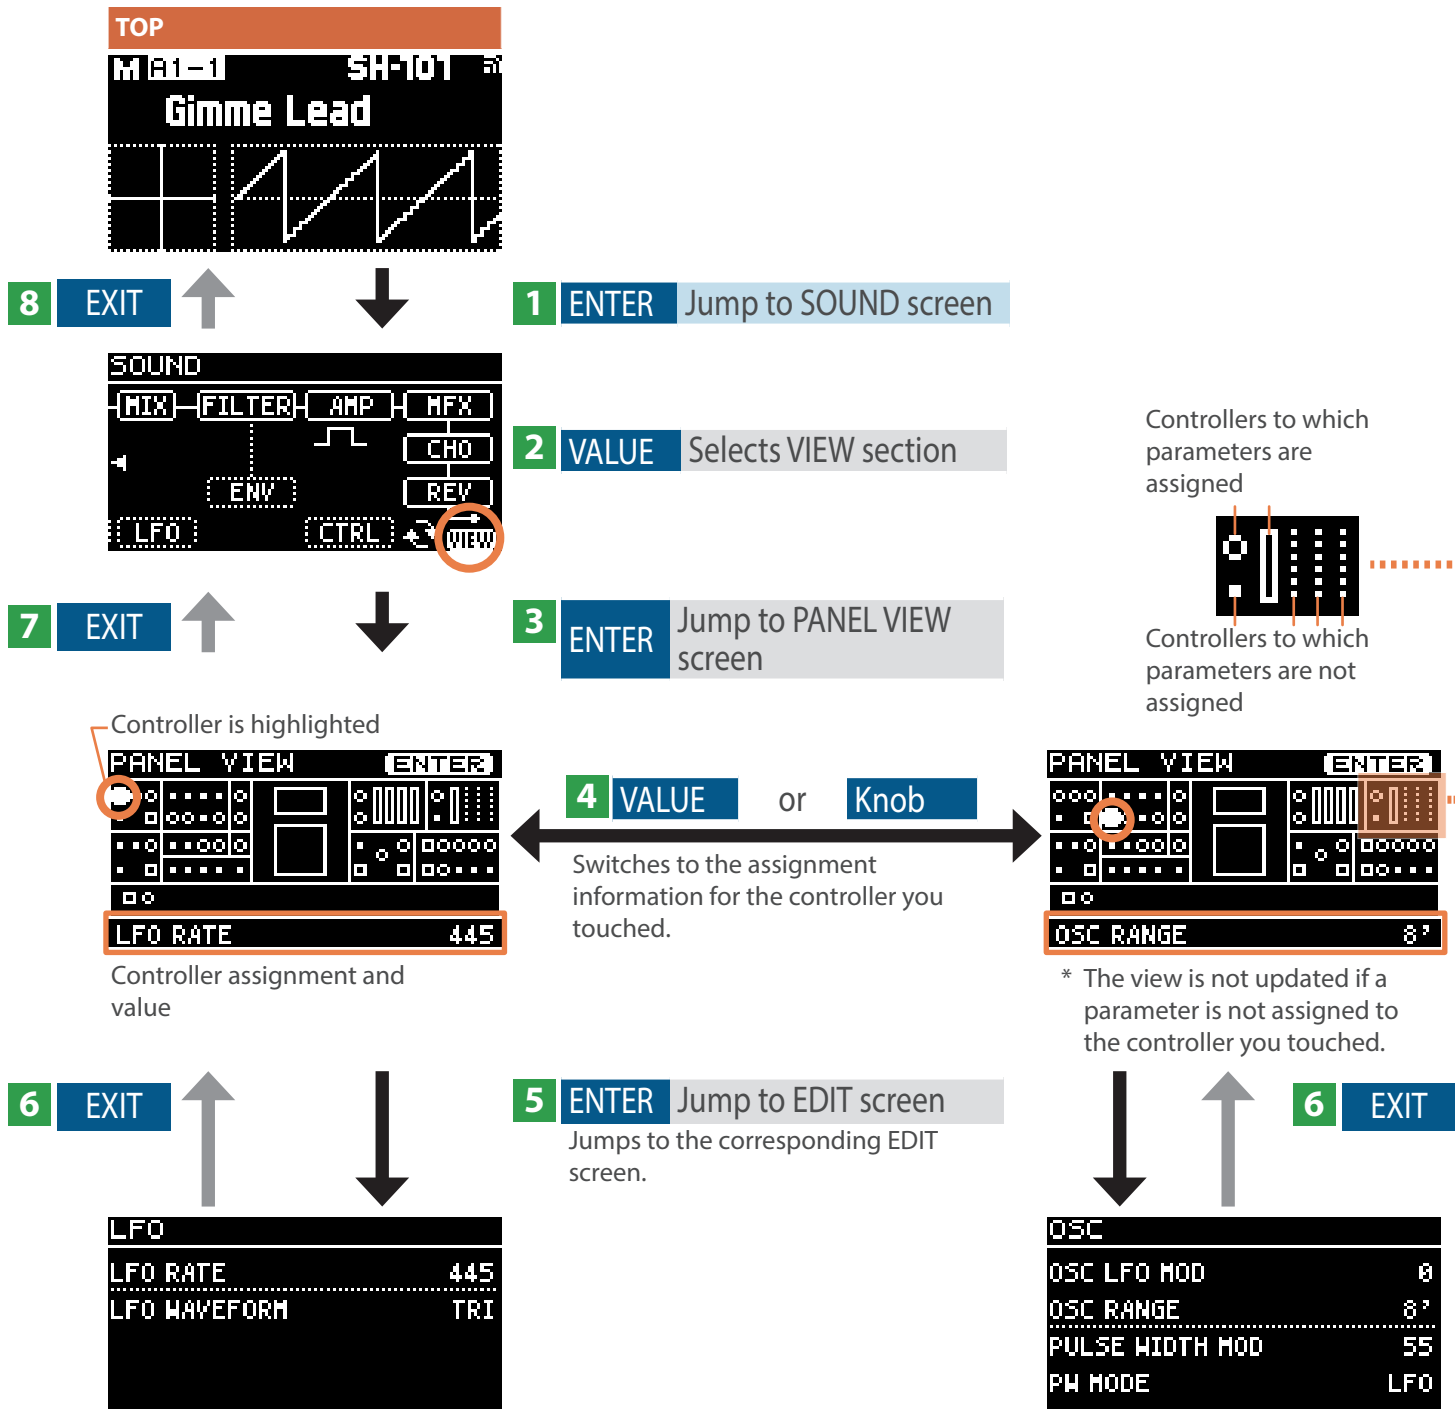 TOP
M A1-1 SH-101
Gimme Lead
8 EXIT
1 ENTER Jump to SOUND screen
SOUND
MIX FILTER AMP MFX
CHO
ENV REV
LFO CTRL VIEW
2 VALUE Selects VIEW section
Controllers to which
parameters are
assigned
Controllers to which
parameters are not
assigned
7 EXIT
3 ENTER Jump to PANEL VIEW
screen
Controller is highlighted
PANEL VIEW ENTER
LFO RATE 445
Controller assignment and
value
4 VALUE or Knob
Switches to the assignment
information for the controller you
touched.
PANEL VIEW ENTER
OSC RANGE 8'
* The view is not updated if a
parameter is not assigned to
the controller you touched.
6 EXIT
5 ENTER Jump to EDIT screen
Jumps to the corresponding EDIT
screen.
6 EXIT
LFO
LFO RATE 445
LFO WAVEFORM TRI
OSC
OSC LFO MOD 0
OSC RANGE 8'
PULSE WIDTH MOD 55
PW MODE LFO